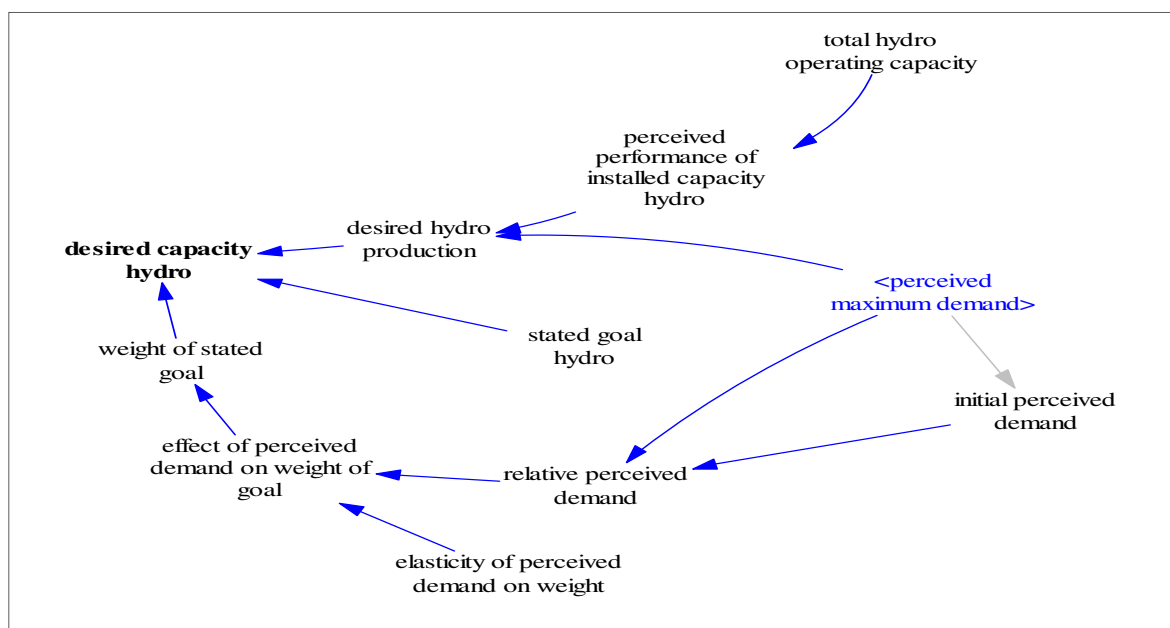 total hydro
operating capacity
perceived
performance of
installed capacity
hydro
desired hydro
production
desired capacity
hydro
<perceived
maximum demand>
stated goal
hydro
weight of stated
goal
initial perceived
demand
effect of perceived
demand on weight of
goal
relative perceived
demand
elasticity of perceived
demand on weight